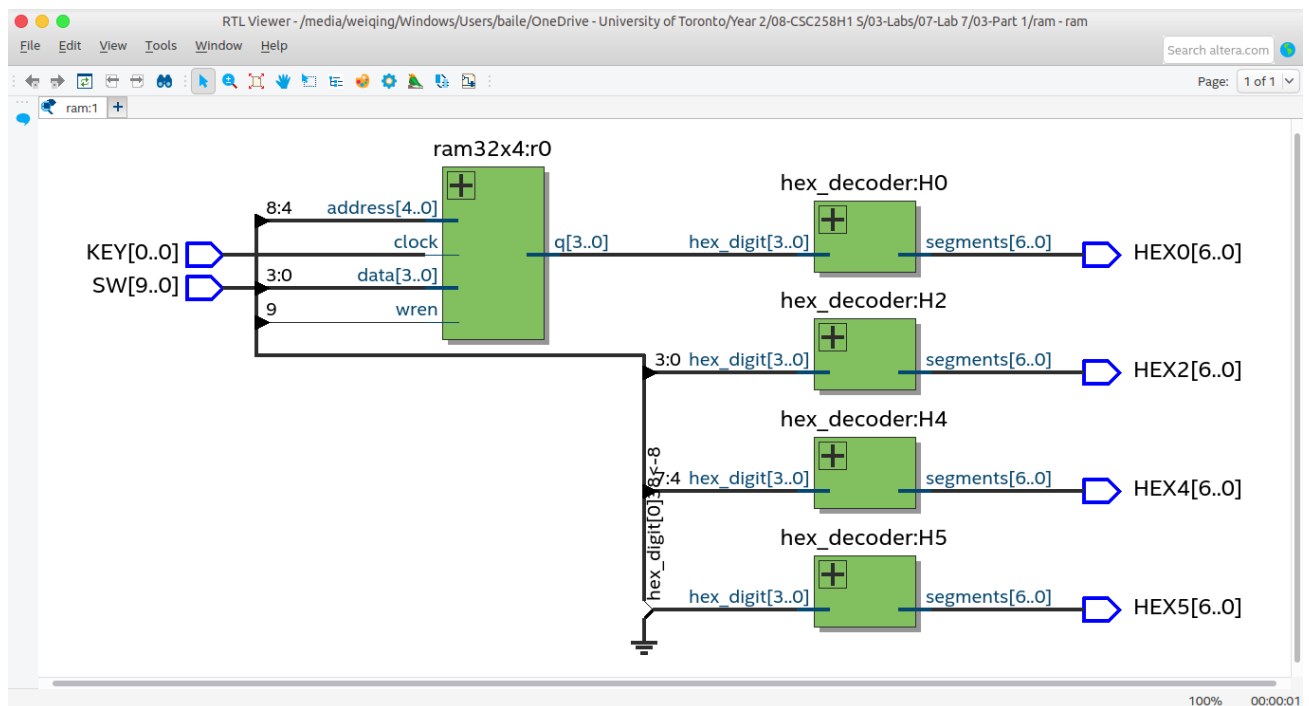 RTL Viewer - /media/weiqing/Windows/Users/baile/OneDrive - University of Toronto/Year 2/08-CSC258H1 S/03-Labs/07-Lab 7/03-Part 1/ram - ram
File Edit View Tools Window Help
Search altera.com
Page: 1 of 1
ram:1
ram32x4:r0
hex_decoder:H0
8:4 address[4..0]
KEY[0..0] clock q[3..0] hex_digit[3..0] segments[6..0] HEX0[6..0]
SW[9..0] 3:0 data[3..0]
9 wren
hex_decoder:H2
3:0 hex_digit[3..0] segments[6..0] HEX2[6..0]
hex_decoder:H4
7:4 hex_digit[3..0] segments[6..0] HEX4[6..0]
hex_decoder:H5
hex_digit[3..0] segments[6..0] HEX5[6..0]
100% 00:00:01